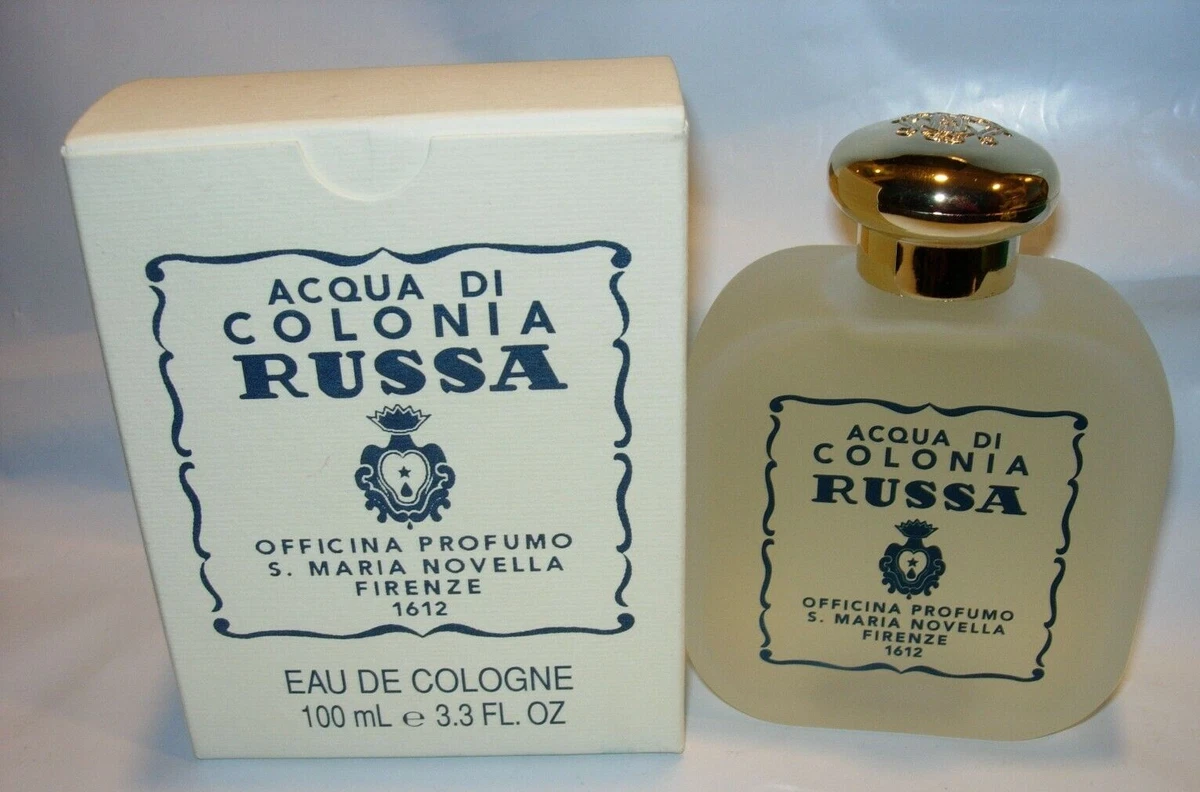 ACQUA DI
COLONIA
RUSSA
OFFICINA PROFUMO
S. MARIA NOVELLA
FIRENZE
1612
EAU DE COLOGNE
100 mL ℮ 3.3 FL. OZ
ACQUA DI
COLONIA
RUSSA
OFFICINA PROFUMO
S. MARIA NOVELLA
FIRENZE
1612